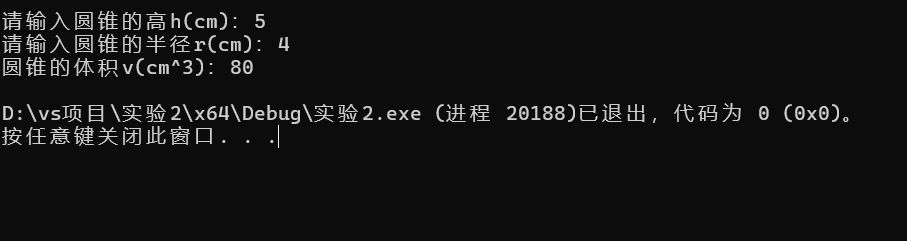 请输入圆锥的高h(cm): 5
请输入圆锥的半径r(cm): 4
圆锥的体积v(cm^3): 80
D:\vs项目\实验2\x64\Debug\实验2.exe (进程 20188)已退出，代码为 0 (0x0)。
按任意键关闭此窗口. . .